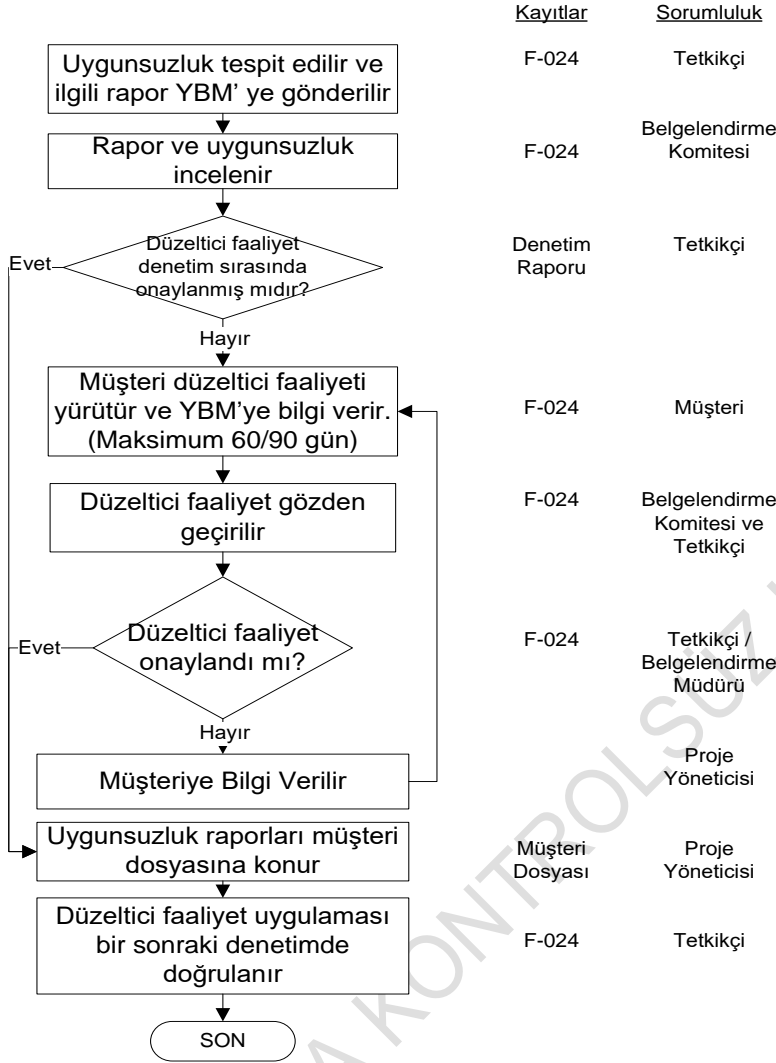 Kayıtlar Sorumluluk
Uygunsuzluk tespit edilir ve
ilgili rapor YBM’ ye gönderilir
F-024
Tetkikçi
Rapor ve uygunsuzluk
incelenir
F-024
Belgelendirme
Komitesi
Düzeltici faaliyet
denetim sırasında
onaylanmış mıdır?
Evet
Hayır
Denetim
Raporu
Tetkikçi
Müşteri düzeltici faaliyeti
yürütür ve YBM’ye bilgi verir.
(Maksimum 60/90 gün)
F-024
Müşteri
Düzeltici faaliyet gözden
geçirilir
F-024
Belgelendirme
Komitesi ve
Tetkikçi
Düzeltici faaliyet
onaylandı mı?
Evet
Hayır
F-024
Tetkikçi /
Belgelendirme
Müdürü
Müşteriye Bilgi Verilir
Proje
Yöneticisi
Uygunsuzluk raporları müşteri
dosyasına konur
Müşteri
Dosyası
Proje
Yöneticisi
Düzeltici faaliyet uygulaması
bir sonraki denetimde
doğrulanır
F-024
Tetkikçi
SON
KONTROLSÜZ